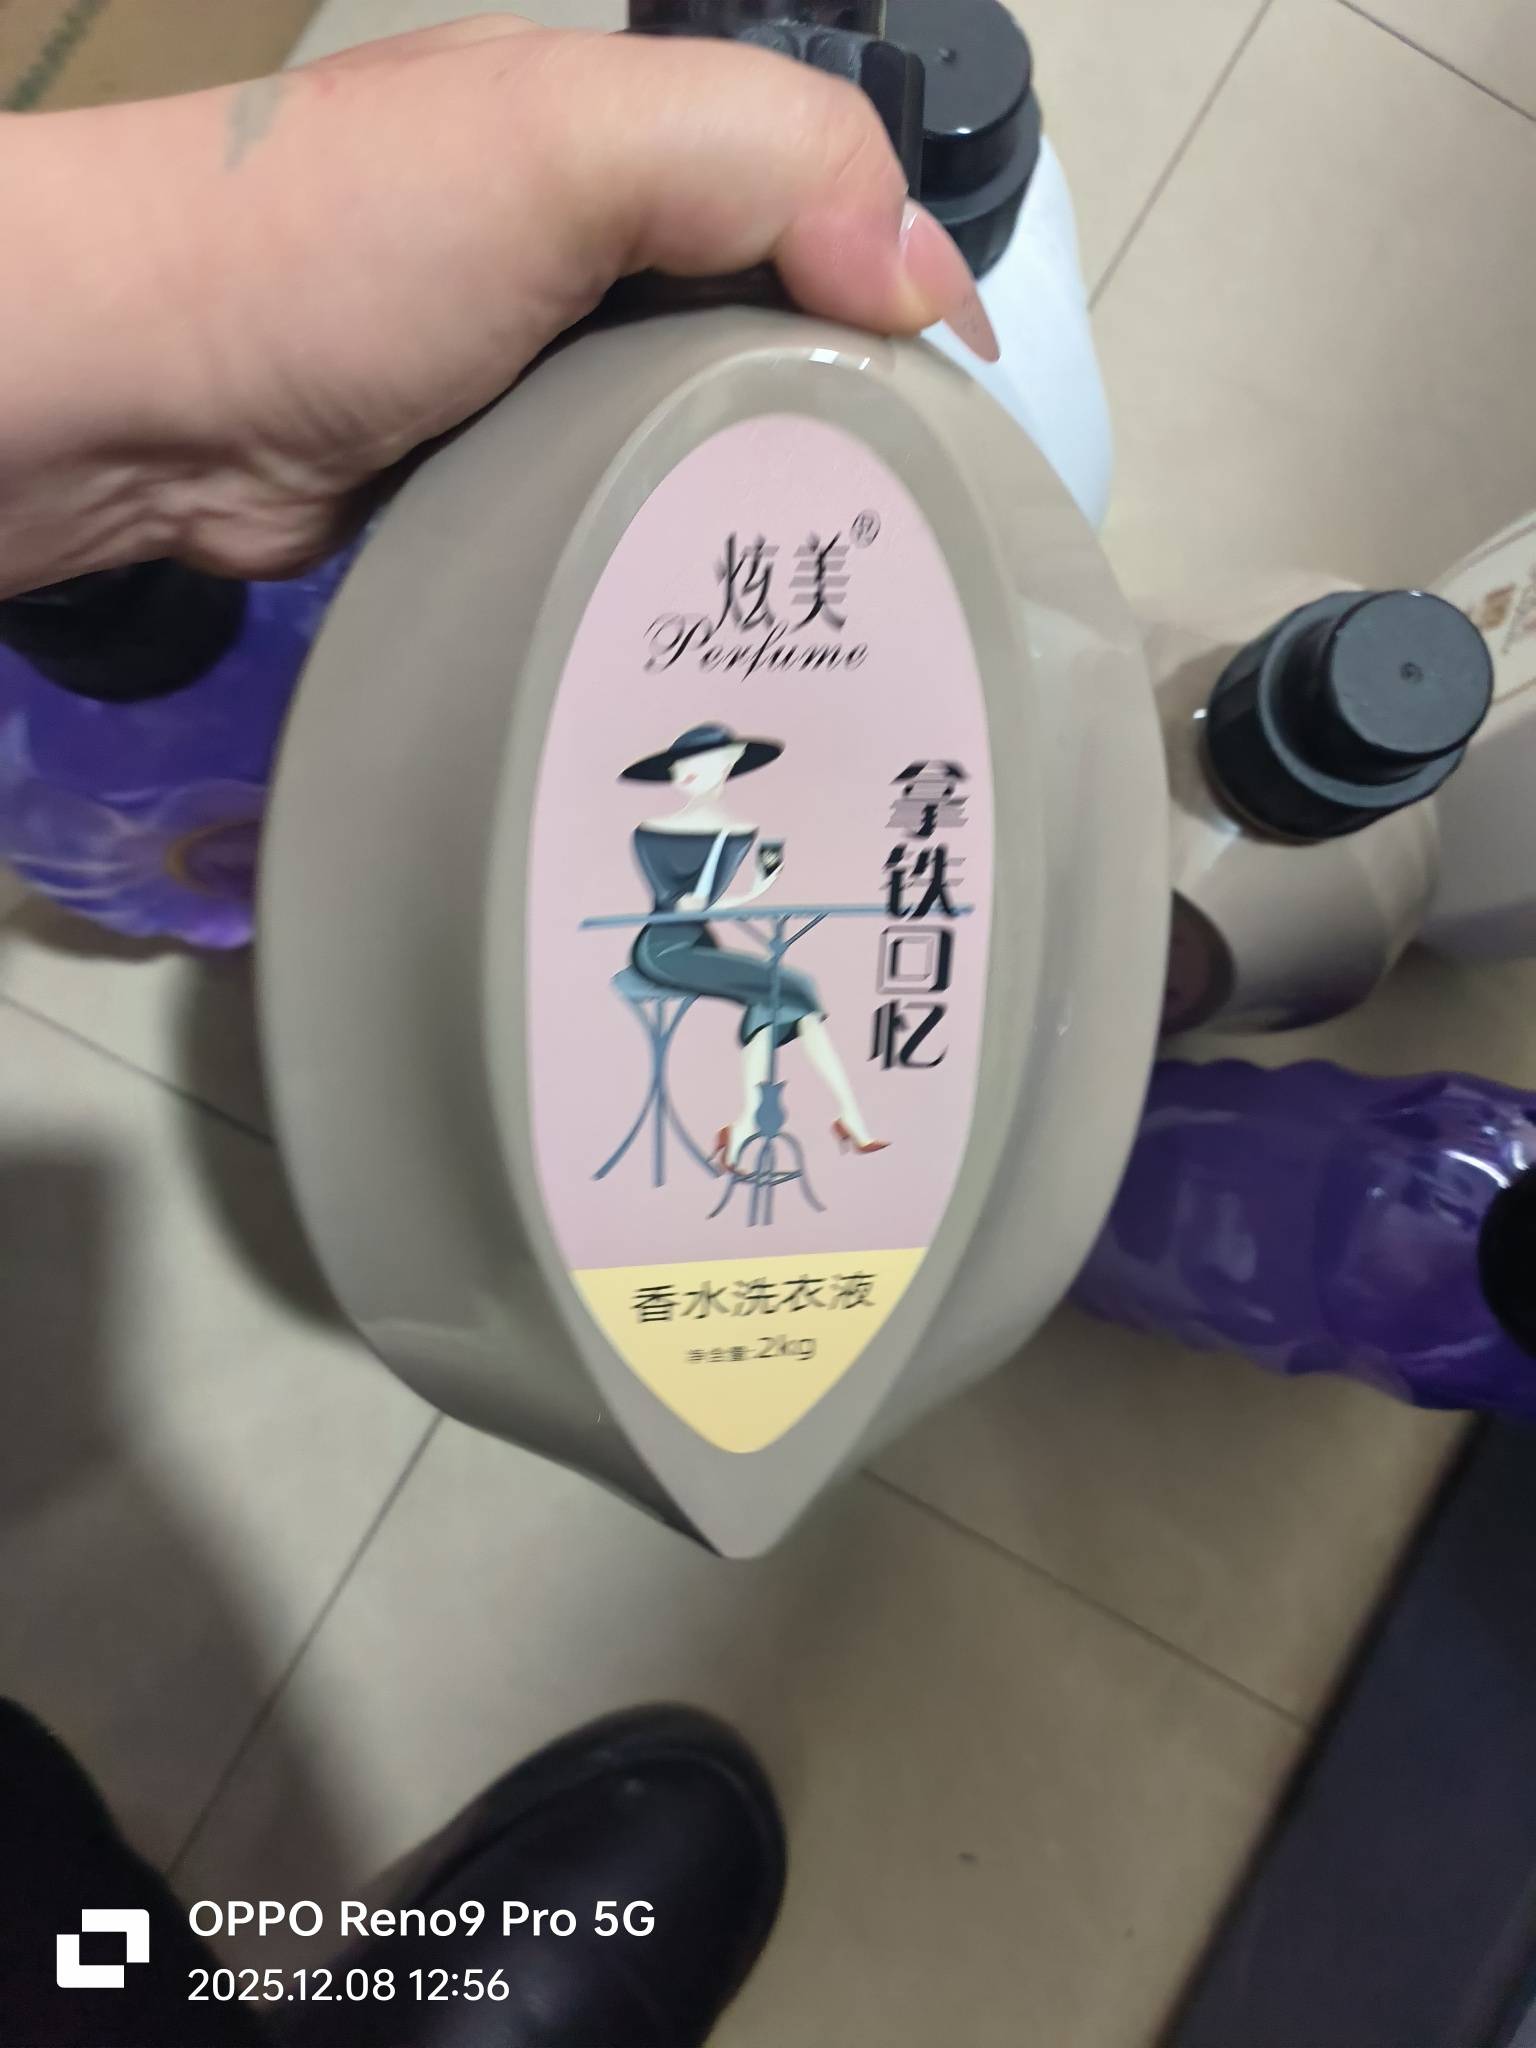 炫美®
Perfume
拿铁回忆
香水洗衣液
净含量:2kg
OPPO Reno9 Pro 5G
2025.12.08 12:56